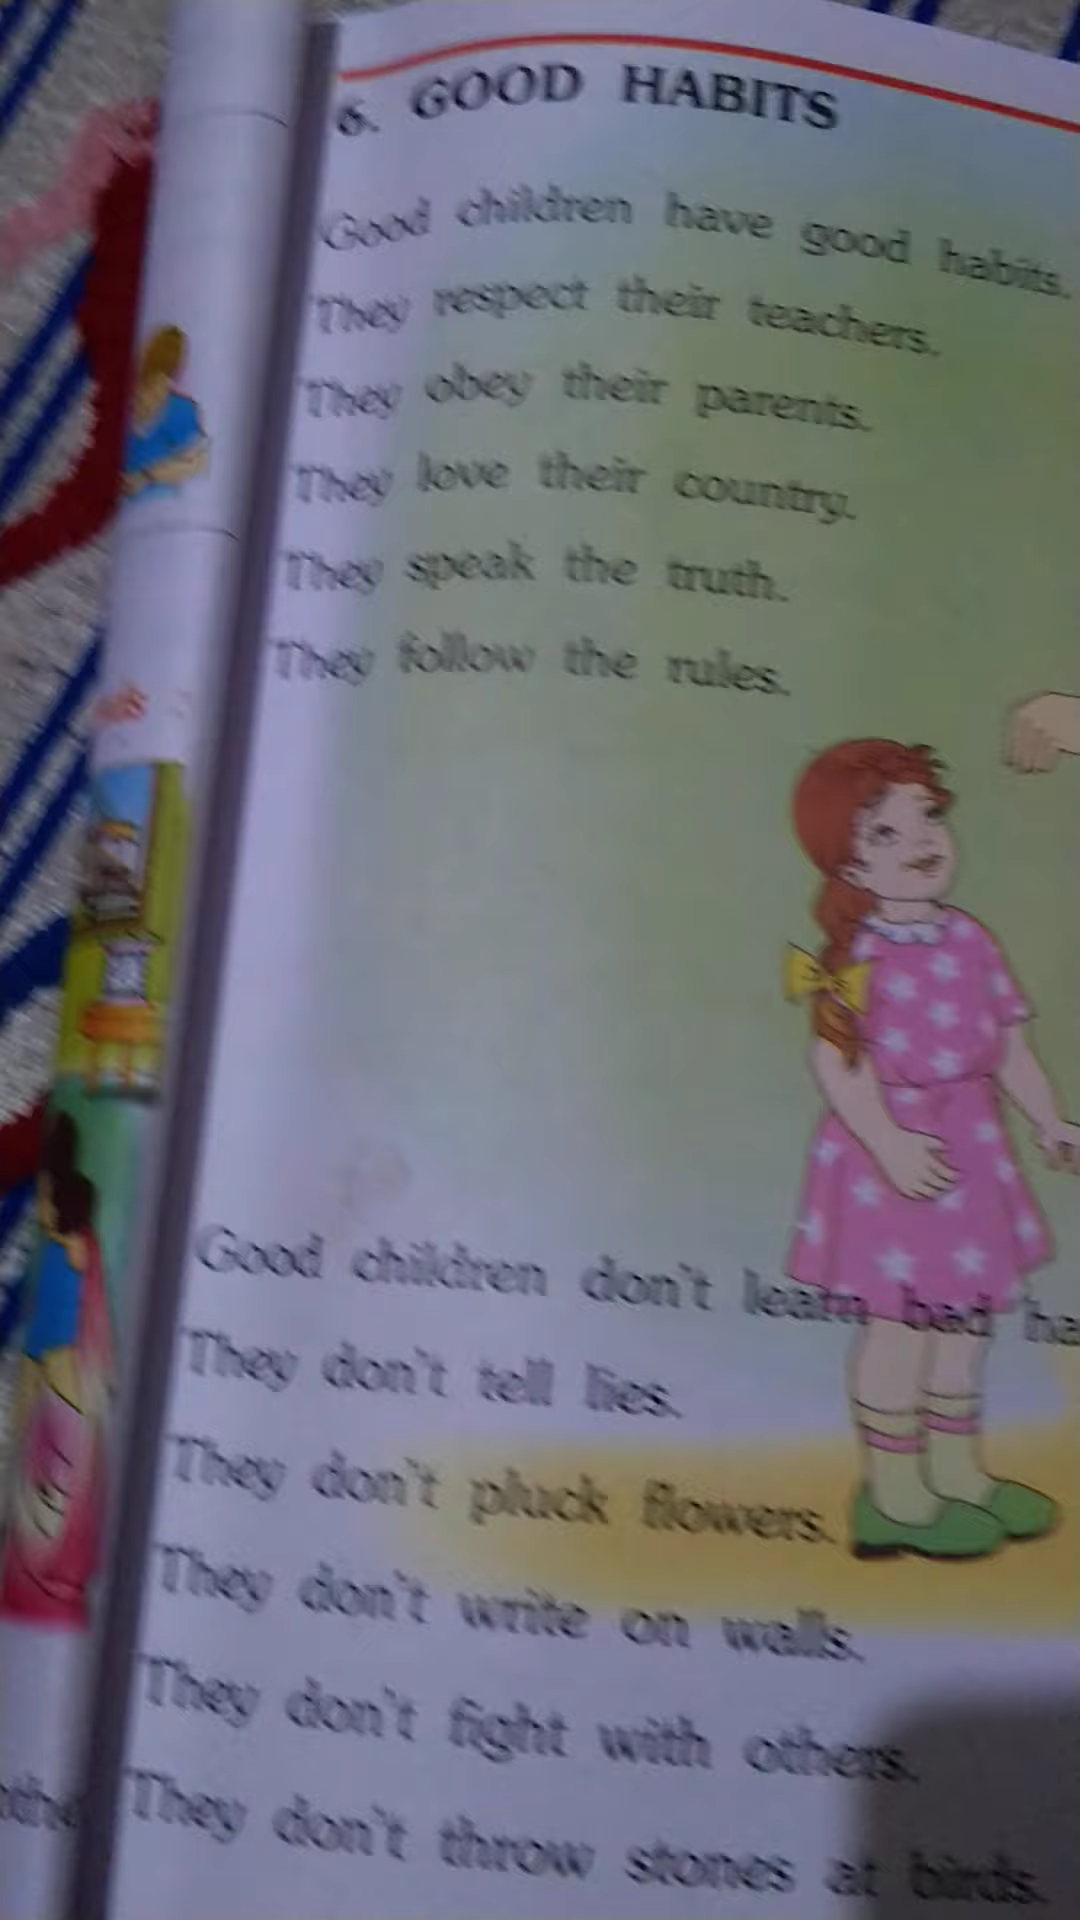 6. GOOD HABITS
Good children have good habits.
They respect their teachers.
They obey their parents.
They love their country.
They speak the truth.
They follow the rules.
Good children don't learn bad
They don't tell lies.
They don't pluck flowers.
They don't write on walls.
They don't fight with others.
They don't throw stones at birds.